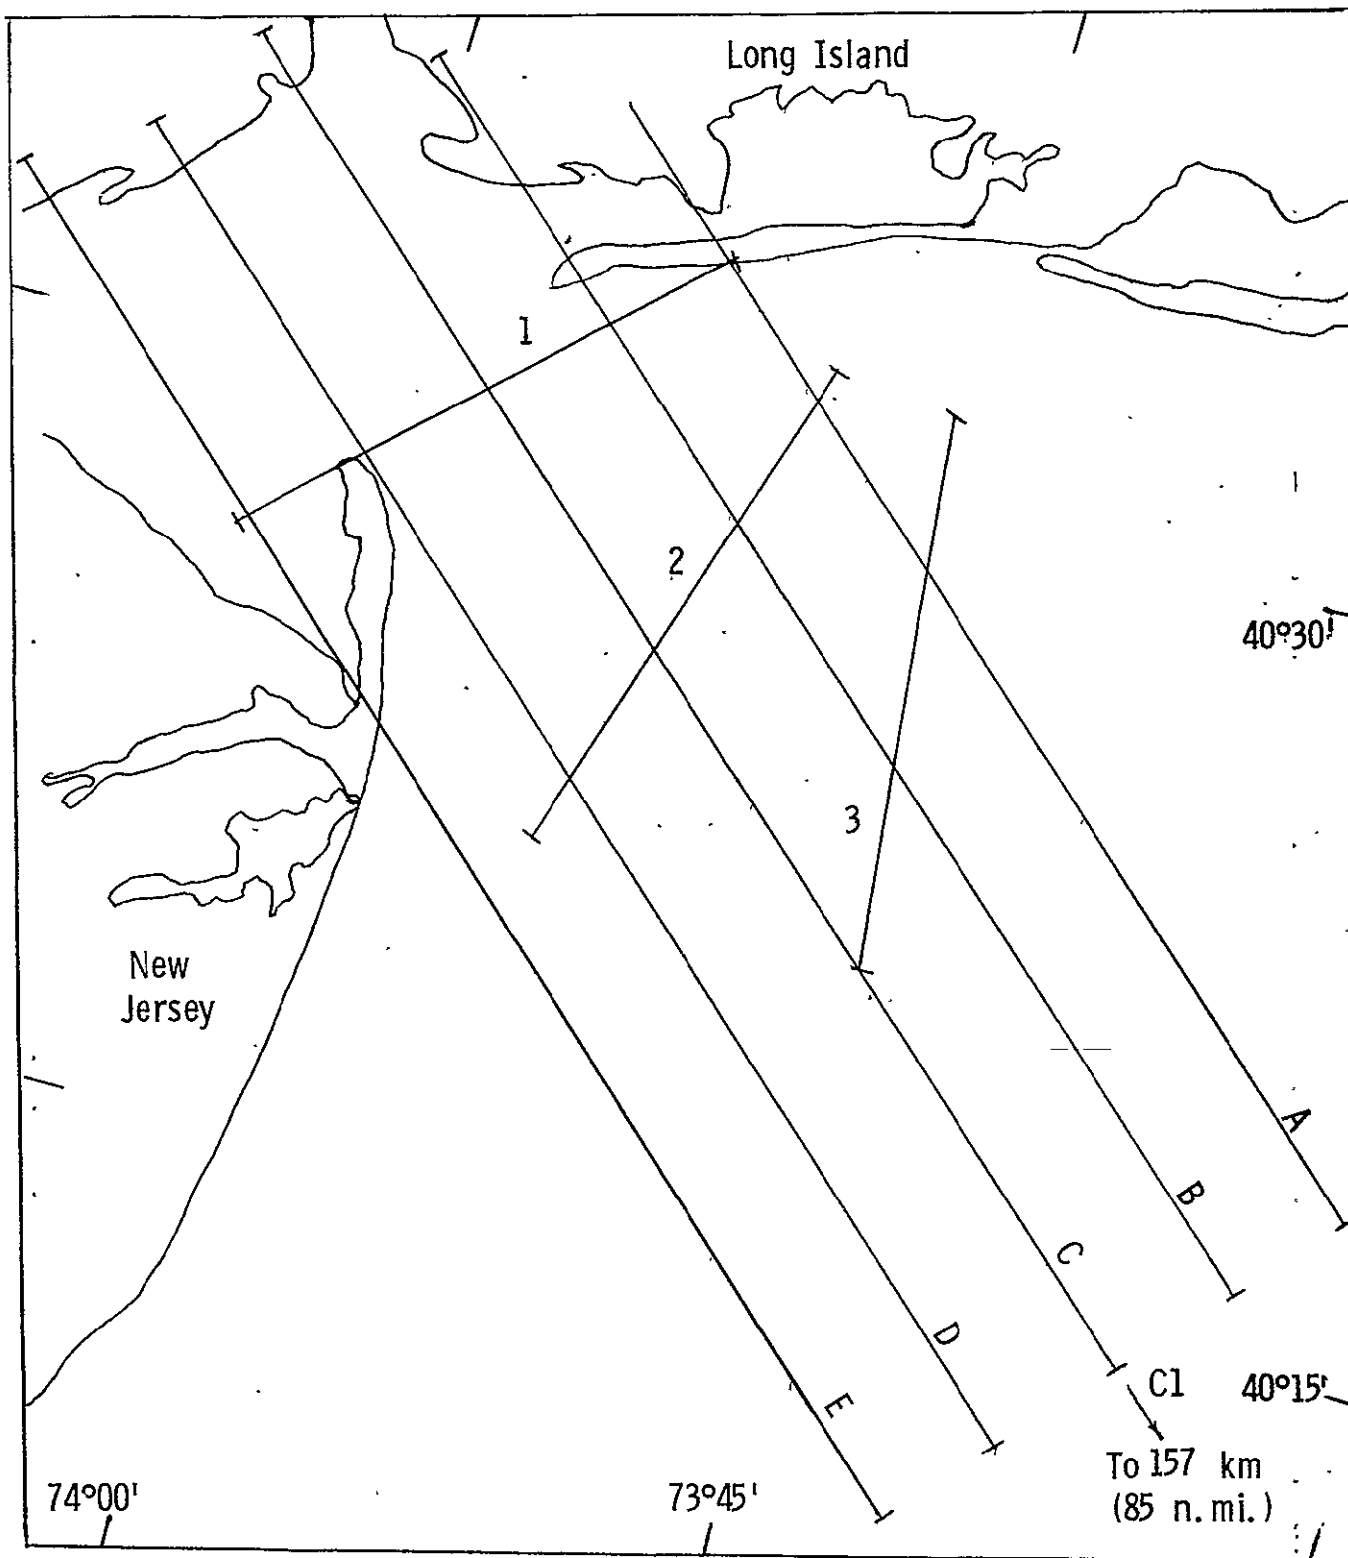 Long Island
1
2
40°30'
3
New
Jersey
A
B
C
D
E
C1
40°15'
To 157 km
(85 n. mi.)
74°00'
73°45'